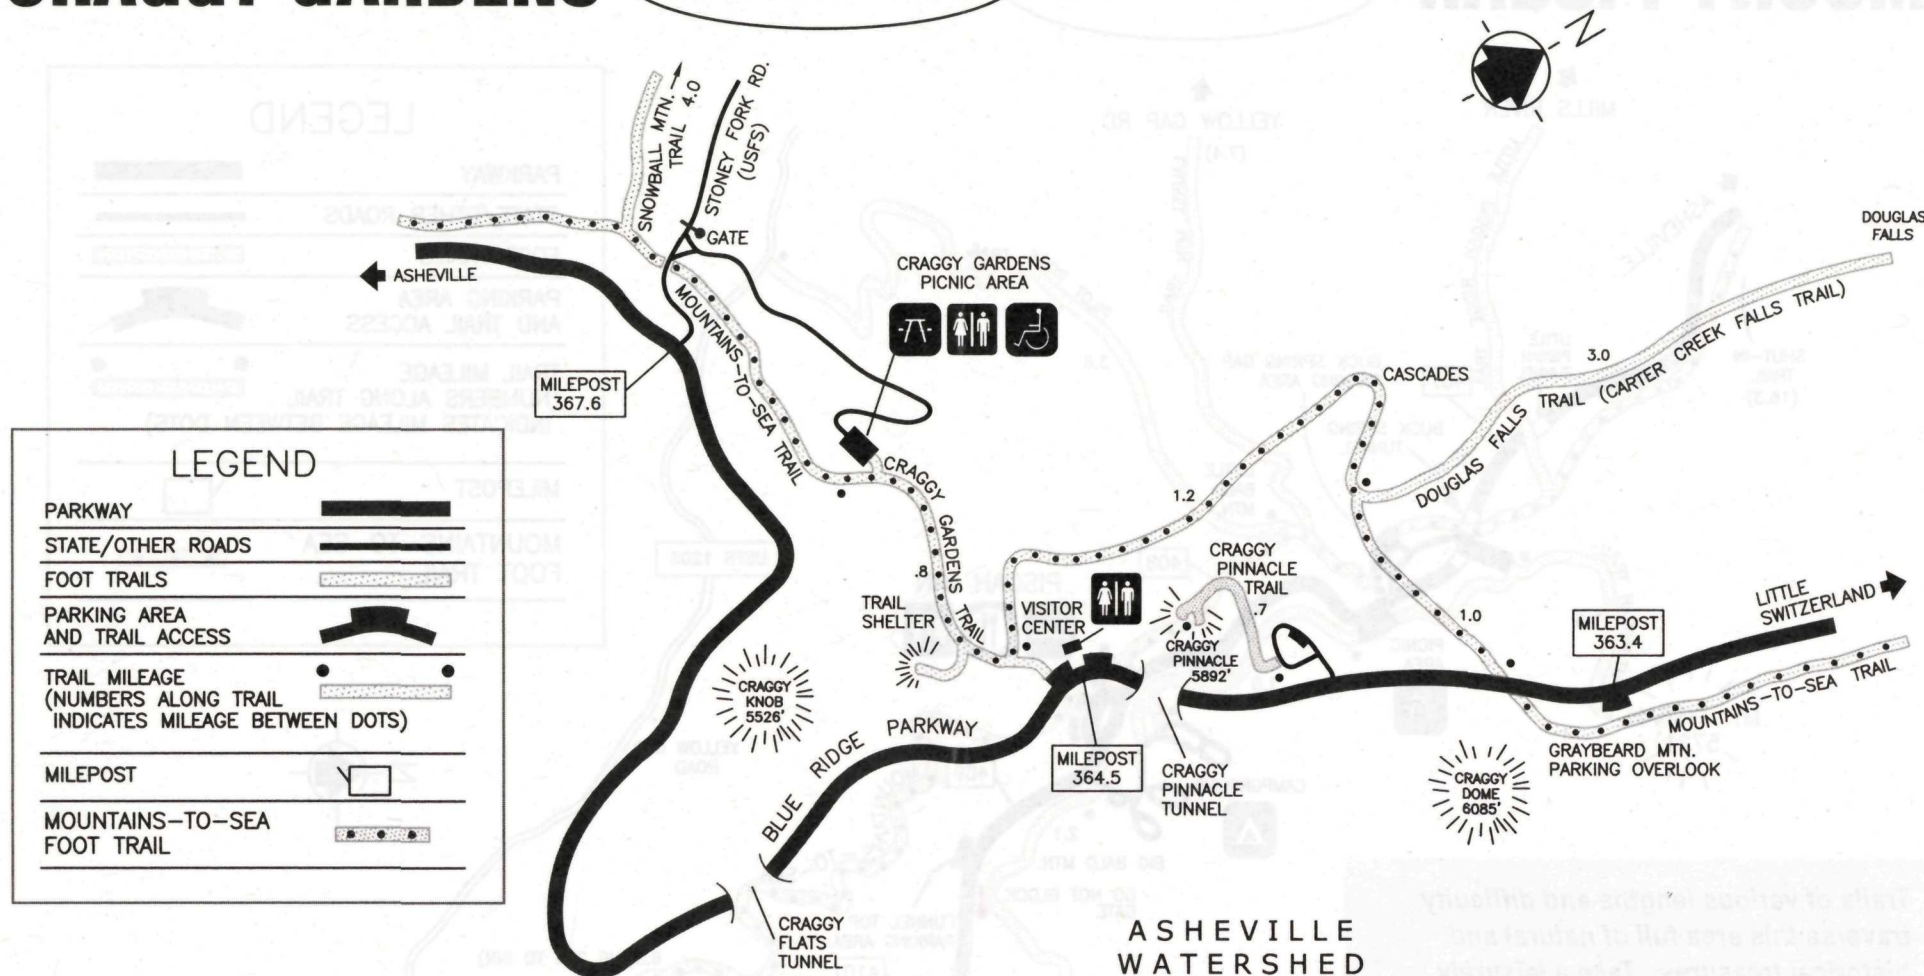 CRAGGY GARDENS
N
SNOWBALL MTN.
TRAIL 4.0
STONEY FORK RD.
(USFS)
GATE
ASHEVILLE
MOUNTAINS-TO-SEA TRAIL
CRAGGY GARDENS
PICNIC AREA
MILEPOST
367.6
DOUGLAS
FALLS
CASCADES
3.0
DOUGLAS FALLS TRAIL (CARTER CREEK FALLS TRAIL)
LEGEND
PARKWAY
STATE/OTHER ROADS
FOOT TRAILS
PARKING AREA
AND TRAIL ACCESS
TRAIL MILEAGE
(NUMBERS ALONG TRAIL
INDICATES MILEAGE BETWEEN DOTS)
MILEPOST
MOUNTAINS-TO-SEA
FOOT TRAIL
CRAGGY GARDENS TRAIL
.8
1.2
TRAIL
SHELTER
VISITOR
CENTER
CRAGGY
PINNACLE
TRAIL
.7
CRAGGY
PINNACLE
5892'
1.0
MILEPOST
363.4
LITTLE
SWITZERLAND
MOUNTAINS-TO-SEA TRAIL
CRAGGY
KNOB
5526'
BLUE RIDGE PARKWAY
MILEPOST
364.5
CRAGGY
PINNACLE
TUNNEL
GRAYBEARD MTN.
PARKING OVERLOOK
CRAGGY
DOME
6085'
CRAGGY
FLATS
TUNNEL
ASHEVILLE
WATERSHED